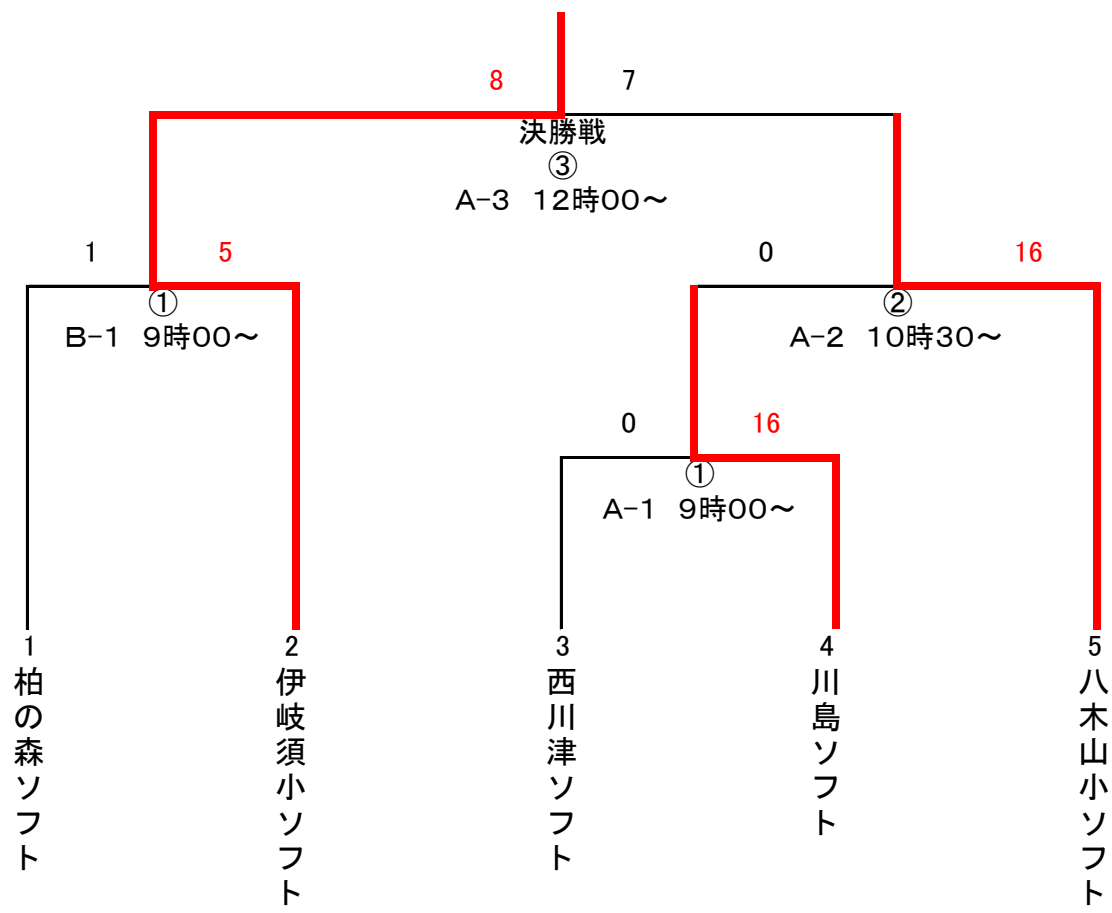 8 7
決勝戦
③
A-3 12時00～
1 5
0 16
①
B-1 9時00～
②
A-2 10時30～
0 16
①
A-1 9時00～
1
柏の森ソフト
2
伊岐須小ソフト
3
西川津ソフト
4
川島ソフト
5
八木山小ソフト